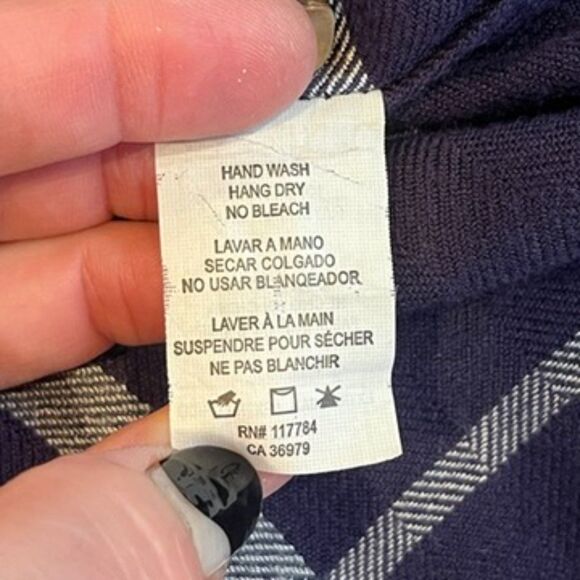 HAND WASH
HANG DRY
NO BLEACH
LAVAR A MANO
SECAR COLGADO
NO USAR BLANQEADOR
LAVER À LA MAIN
SUSPENDRE POUR SÉCHER
NE PAS BLANCHIR
RN# 117784
CA 36979